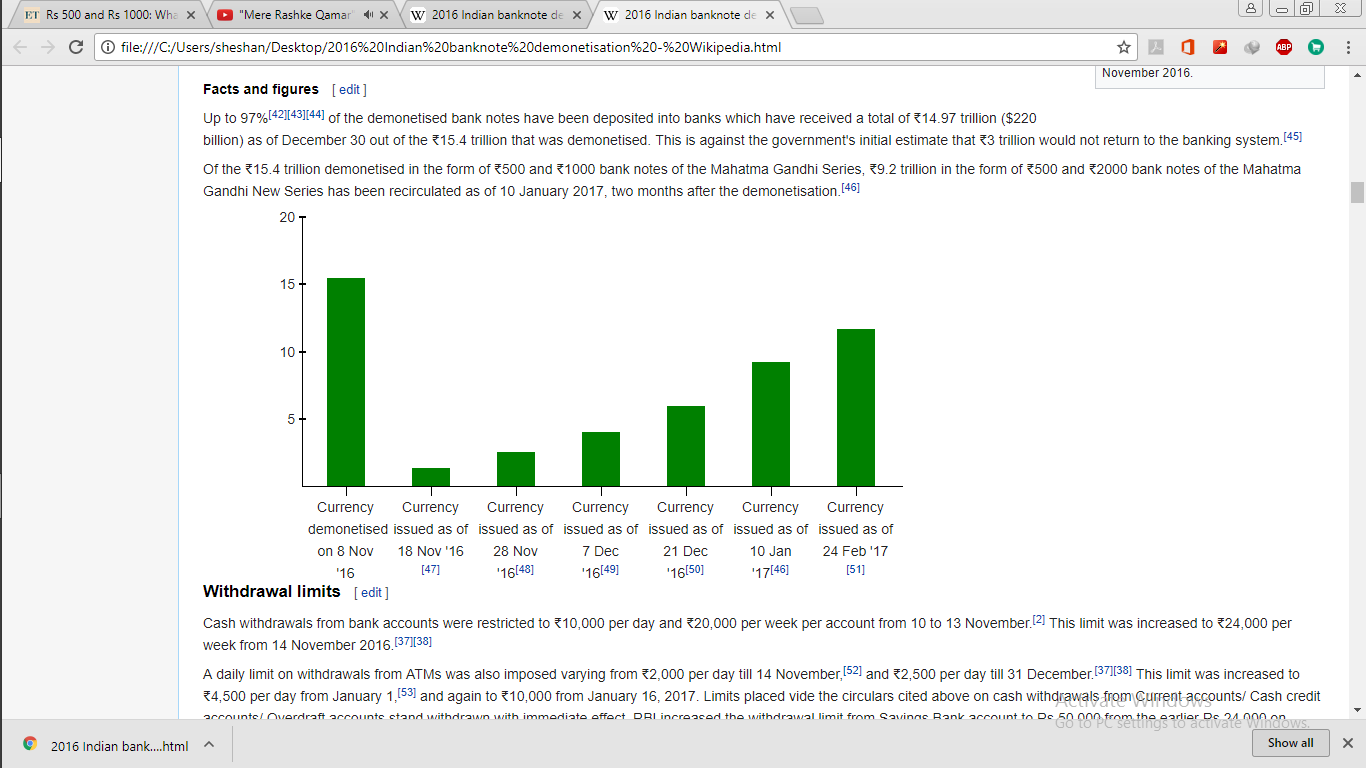 ET Rs 500 and Rs 1000: Wha
"Mere Rashke Qamar"
W 2016 Indian banknote de
W 2016 Indian banknote de
file:///C:/Users/sheshan/Desktop/2016%20Indian%20banknote%20demonetisation%20-%20Wikipedia.html
ABP
November 2016.
Facts and figures [ edit ]
Up to 97%[42][43][44] of the demonetised bank notes have been deposited into banks which have received a total of ₹14.97 trillion ($220
billion) as of December 30 out of the ₹15.4 trillion that was demonetised. This is against the government's initial estimate that ₹3 trillion would not return to the banking system.[45]
Of the ₹15.4 trillion demonetised in the form of ₹500 and ₹1000 bank notes of the Mahatma Gandhi Series, ₹9.2 trillion in the form of ₹500 and ₹2000 bank notes of the Mahatma
Gandhi New Series has been recirculated as of 10 January 2017, two months after the demonetisation.[46]
20
15
10
5
Currency Currency Currency Currency Currency Currency Currency
demonetised issued as of issued as of issued as of issued as of issued as of issued as of
on 8 Nov 18 Nov '16 28 Nov 7 Dec 21 Dec 10 Jan 24 Feb '17
'16 [47] '16[48] '16[49] '16[50] '17[46] [51]
Withdrawal limits [ edit ]
Cash withdrawals from bank accounts were restricted to ₹10,000 per day and ₹20,000 per week per account from 10 to 13 November.[2] This limit was increased to ₹24,000 per
week from 14 November 2016.[37][38]
A daily limit on withdrawals from ATMs was also imposed varying from ₹2,000 per day till 14 November,[52] and ₹2,500 per day till 31 December.[37][38] This limit was increased to
₹4,500 per day from January 1,[53] and again to ₹10,000 from January 16, 2017. Limits placed vide the circulars cited above on cash withdrawals from Current accounts/ Cash credit
accounts/ Overdraft accounts stand withdrawn with immediate effect. RBI increased the withdrawal limit from Savings Bank account to Rs 50,000 from the earlier Rs 24,000 on
Activate Windows
Go to PC settings to activate Windows.
2016 Indian bank....html
Show all